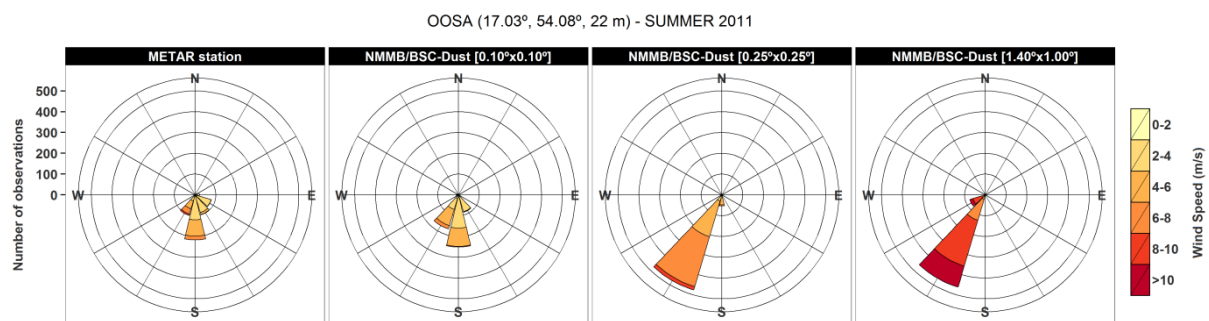 OOSA (17.03º, 54.08º, 22 m) - SUMMER 2011
METAR station
NMMB/BSC-Dust [0.10ºx0.10º]
NMMB/BSC-Dust [0.25ºx0.25º]
NMMB/BSC-Dust [1.40ºx1.00º]
Number of observations
500
400
300
200
100
0
N
W
E
S
N
W
E
S
N
W
E
S
N
W
E
S
0-2
2-4
4-6
6-8
8-10
>10
Wind Speed (m/s)